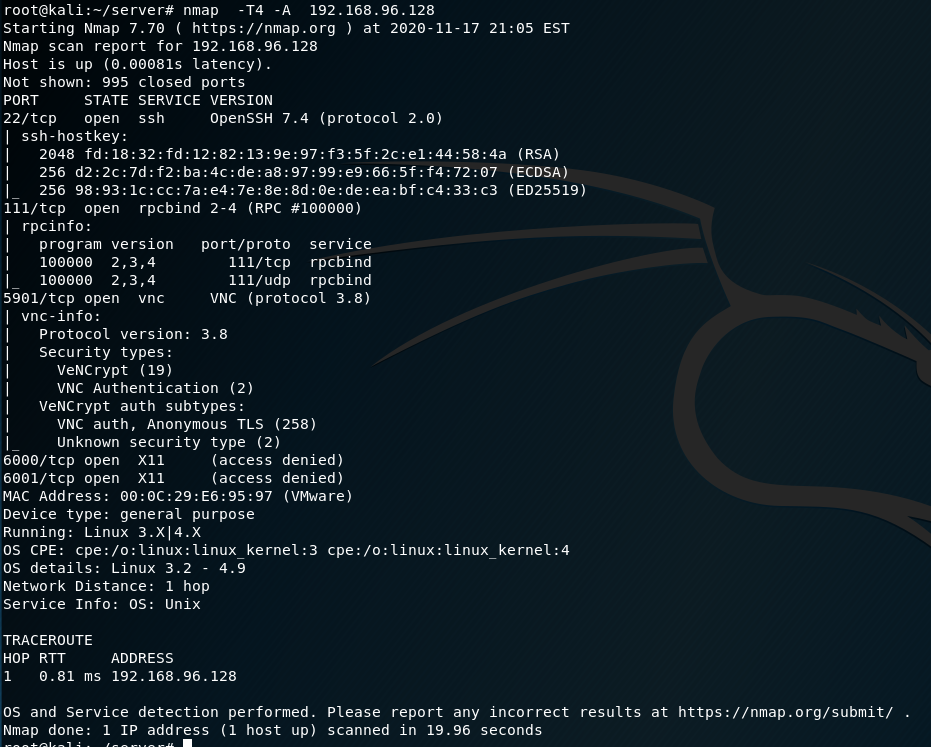 root@kali:~/server# nmap  -T4 -A  192.168.96.128
Starting Nmap 7.70 ( https://nmap.org ) at 2020-11-17 21:05 EST
Nmap scan report for 192.168.96.128
Host is up (0.00081s latency).
Not shown: 995 closed ports
PORT     STATE SERVICE VERSION
22/tcp   open  ssh     OpenSSH 7.4 (protocol 2.0)
| ssh-hostkey:
|   2048 fd:18:32:fd:12:82:13:9e:97:f3:5f:2c:e1:44:58:4a (RSA)
|   256 d2:2c:7d:f2:ba:4c:de:a8:97:99:e9:66:5f:f4:72:07 (ECDSA)
|_  256 98:93:1c:cc:7a:e4:7e:8e:8d:0e:de:ea:bf:c4:33:c3 (ED25519)
111/tcp  open  rpcbind 2-4 (RPC #100000)
| rpcinfo:
|   program version   port/proto  service
|   100000  2,3,4        111/tcp  rpcbind
|_  100000  2,3,4        111/udp  rpcbind
5901/tcp open  vnc     VNC (protocol 3.8)
| vnc-info:
|   Protocol version: 3.8
|   Security types:
|     VeNCrypt (19)
|     VNC Authentication (2)
|   VeNCrypt auth subtypes:
|     VNC auth, Anonymous TLS (258)
|_    Unknown security type (2)
6000/tcp open  X11     (access denied)
6001/tcp open  X11     (access denied)
MAC Address: 00:0C:29:E6:95:97 (VMware)
Device type: general purpose
Running: Linux 3.X|4.X
OS CPE: cpe:/o:linux:linux_kernel:3 cpe:/o:linux:linux_kernel:4
OS details: Linux 3.2 - 4.9
Network Distance: 1 hop
Service Info: OS: Unix

TRACEROUTE
HOP RTT     ADDRESS
1   0.81 ms 192.168.96.128

OS and Service detection performed. Please report any incorrect results at https://nmap.org/submit/ .
Nmap done: 1 IP address (1 host up) scanned in 19.96 seconds
root@kali:~/server#